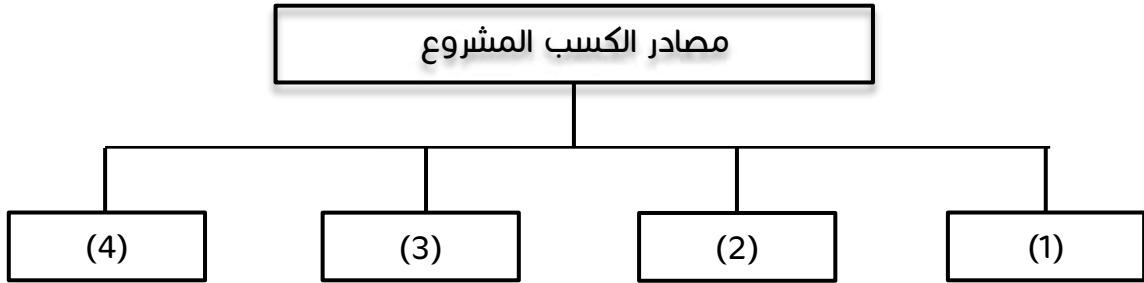 مصادر الكسب المشروع
(1)
(2)
(3)
(4)